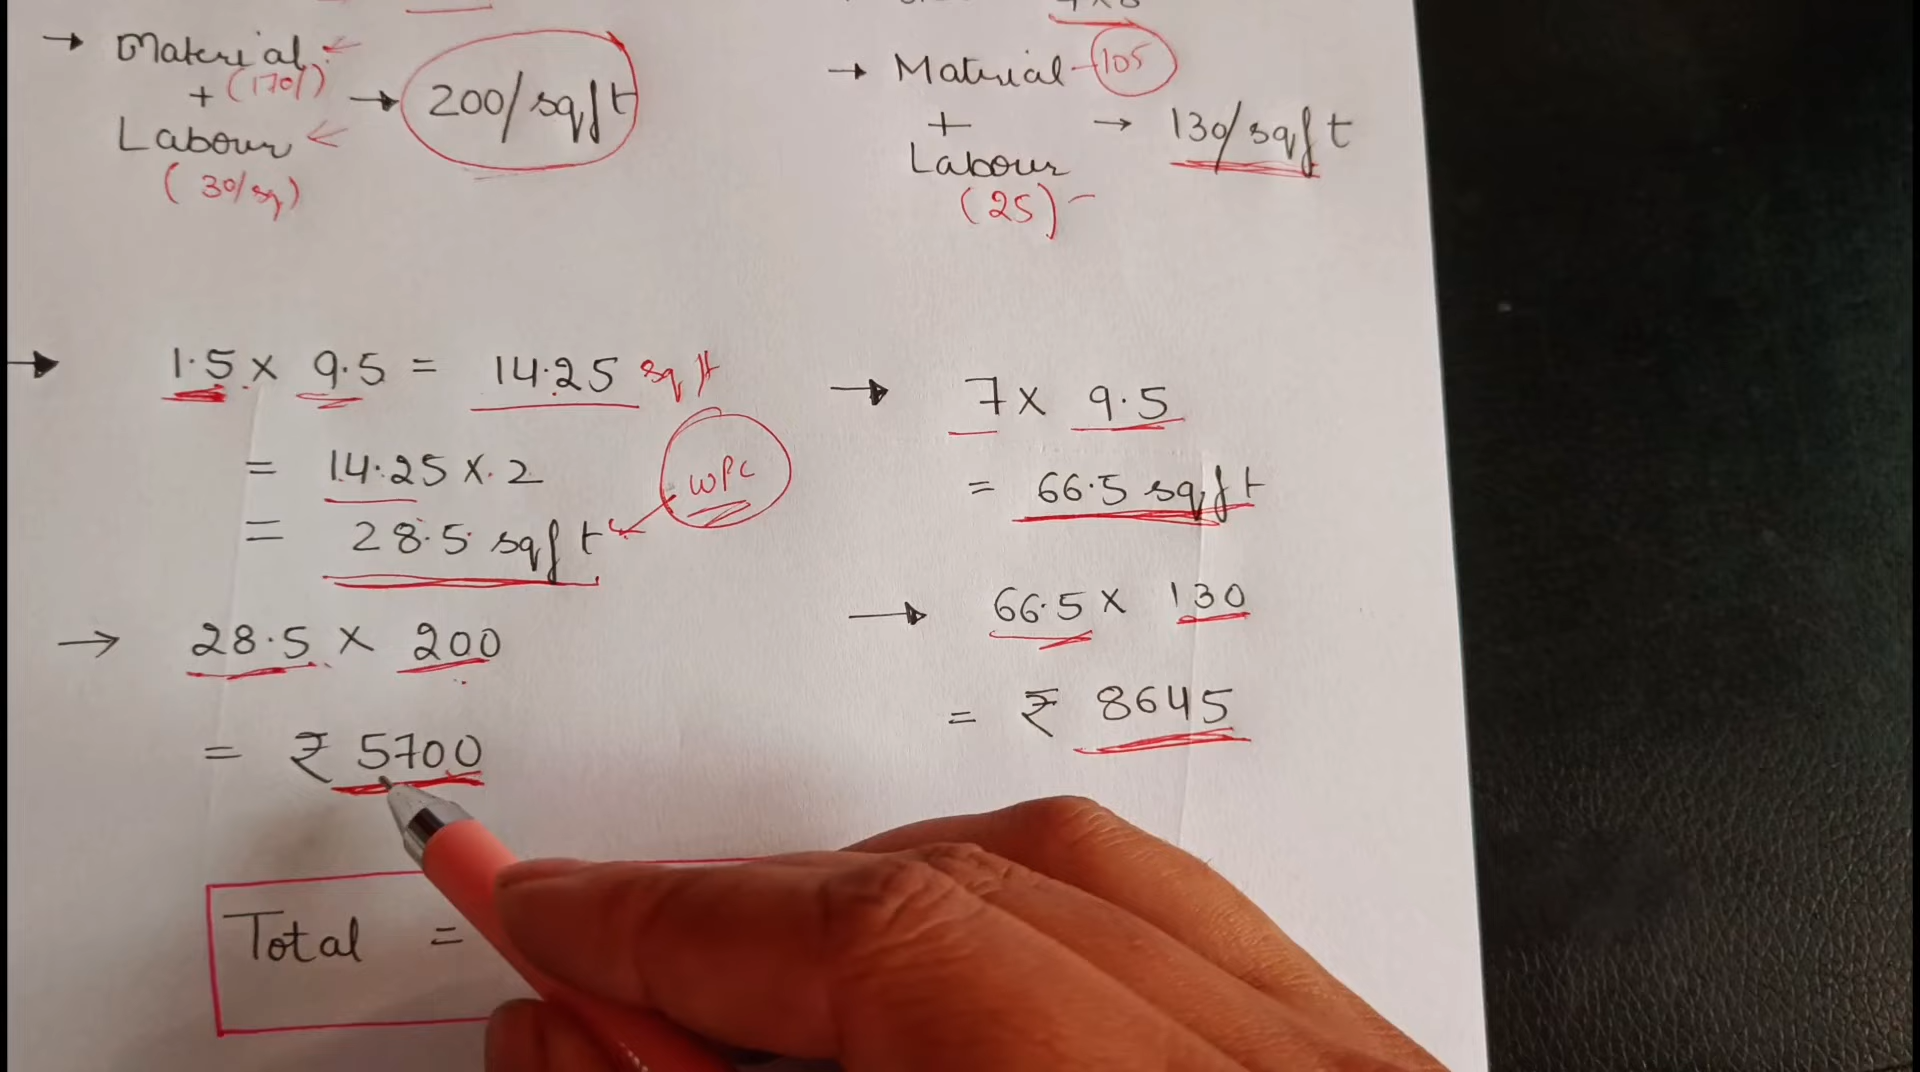 → Material
+ (170/)
Labour
(30/sq)
→ 200/sqft
→ Material - 105
+
Labour
(25)
→ 130/sqft
→ 1.5 x 9.5 = 14.25 sqft
= 14.25 x 2
= 28.5 sqft
WPC
→ 28.5 x 200
= ₹ 5700
→ 7 x 9.5
= 66.5 sqft
→ 66.5 x 130
= ₹ 8645
Total =